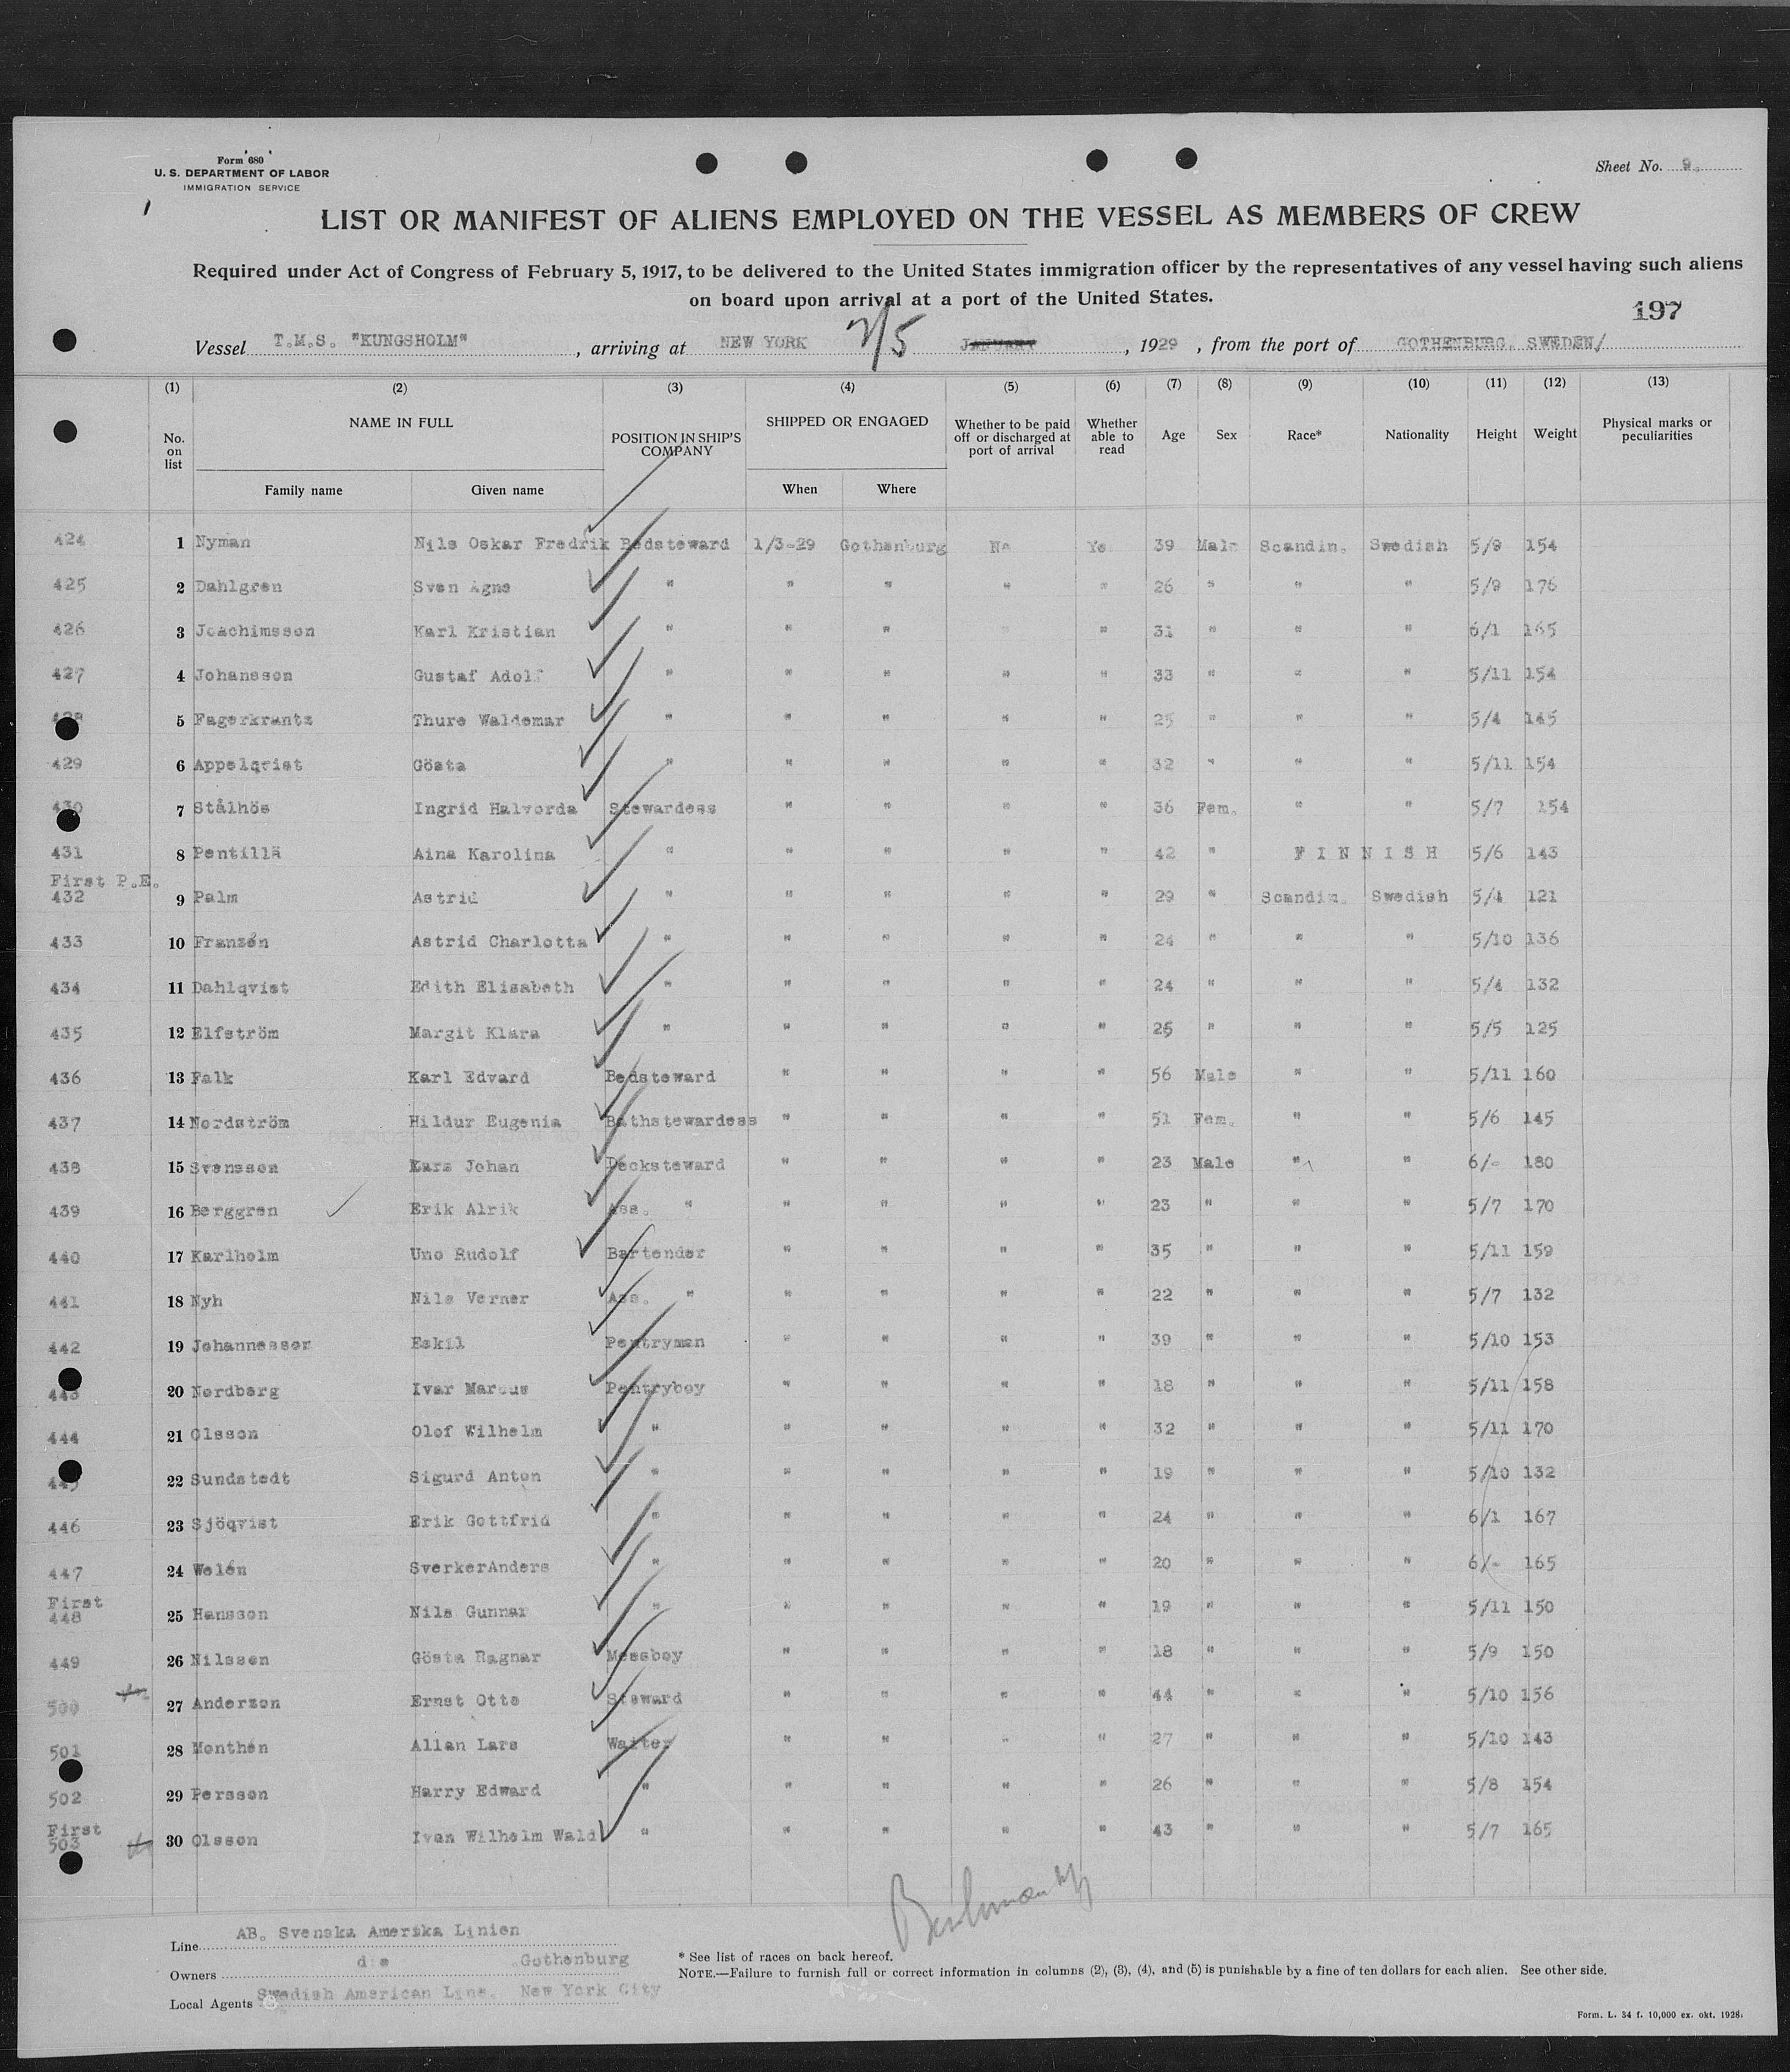 Form 680
U. S. DEPARTMENT OF LABOR
IMMIGRATION SERVICE
Sheet No. 9.
LIST OR MANIFEST OF ALIENS EMPLOYED ON THE VESSEL AS MEMBERS OF CREW
Required under Act of Congress of February 5, 1917, to be delivered to the United States immigration officer by the representatives of any vessel having such aliens
on board upon arrival at a port of the United States.
197
Vessel T.M.S. "KUNGSHOLM", arriving at NEW YORK 2/5 JANUARY, 1929, from the port of GOTHENBURG, SWEDEN/
(1) (2) (3) (4) (5) (6) (7) (8) (9) (10) (11) (12) (13)
No. on list NAME IN FULL POSITION IN SHIP'S COMPANY SHIPPED OR ENGAGED Whether to be paid off or discharged at port of arrival Whether able to read Age Sex Race* Nationality Height Weight Physical marks or peculiarities
Family name Given name When Where
424 1 Nyman Nils Oskar Fredrik Bedsteward 1/3-29 Gothenburg No Ye 39 Male Scandin. Swedish 5/9 154
425 2 Dahlgren Sven Agne " " " " " 26 " " " 5/9 176
426 3 Joachimsson Karl Kristian " " " " 31 " " " 6/1 165
427 4 Johansson Gustaf Adolf " " " " " 33 " " " 5/11 154
428 5 Fagerkrantz Thure Waldemar " " " " " 25 " " " 5/4 145
429 6 Appelqvist Gösta " " " " " 32 " " " 5/11 154
430 7 Stålhös Ingrid Halvorda Stewardess " " " " 36 Fem. " " 5/7 154
431 8 Pentillä Aina Karolina " " " " " 42 " FINNISH 5/6 143
First P.E.
432 9 Palm Astrid " " " " " 29 " Scandin. Swedish 5/4 121
433 10 Franzén Astrid Charlotta " " " " " 24 " " " 5/10 136
434 11 Dahlqvist Edith Elisabeth " " " " " 24 " " " 5/4 132
435 12 Elfström Margit Klara " " " " " 25 " " " 5/5 125
436 13 Falk Karl Edvard Bedsteward " " " " 56 Male " " 5/11 160
437 14 Nordström Hildur Eugenia Bathstewardess " " " " 51 Fem. " " 5/6 145
438 15 Svensson Lars Johan Decksteward " " " " 23 Male " " 6/- 180
439 16 Berggren Erik Alrik Ass. " " " " " 23 " " " 5/7 170
440 17 Karlholm Uno Rudolf Bartender " " " " 35 " " " 5/11 159
441 18 Nyh Nils Verner Ass. " " " " " 22 " " " 5/7 132
442 19 Johannesson Eskil Pentryman " " " " 39 " " " 5/10 153
443 20 Nordberg Ivar Marcus Pentryboy " " " " 18 " " " 5/11 158
444 21 Olsson Olof Wilhelm " " " " " 32 " " " 5/11 170
445 22 Sundstedt Sigurd Anton " " " " " 19 " " " 5/10 132
446 23 Sjöqvist Erik Gottfrid " " " " " 24 " " " 6/1 167
447 24 Welén SverkerAnders " " " " " 20 " " " 6/- 165
First
448 25 Hansson Nils Gunnar " " " " " 19 " " " 5/11 150
449 26 Nilsson Gösta Ragnar Messboy " " " " 18 " " " 5/9 150
500 27 Anderson Ernst Otto Steward " " " " 44 " " " 5/10 156
501 28 Monthén Allan Lars Waiter " " " " 27 " " " 5/10 143
502 29 Persson Harry Edward " " " " " 26 " " " 5/8 154
First
503 30 Olsson Ivan Wilhelm Wald " " " " " 43 " " " 5/7 165
Line AB. Svenska Amerika Linien
Owners d:o Gothenburg
Local Agents Swedish American Line. New York City
* See list of races on back hereof.
NOTE.—Failure to furnish full or correct information in columns (2), (3), (4), and (5) is punishable by a fine of ten dollars for each alien. See other side.
Form. L. 34 f. 10,000 ex. okt. 1928.